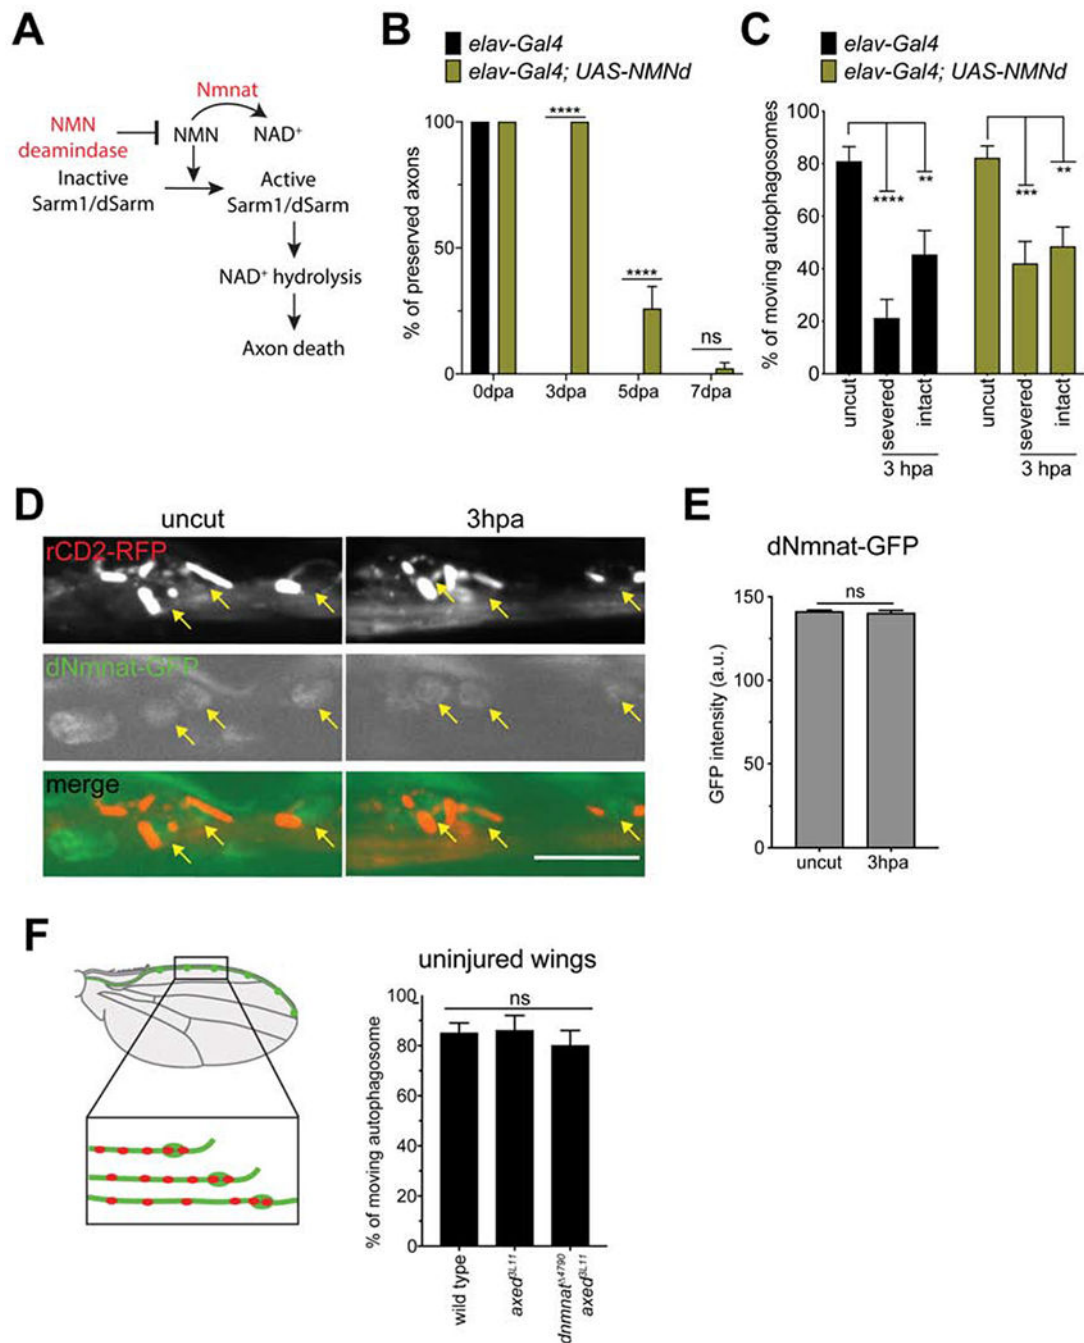 A
Nmnat
NMN
deamindase
NMN
NAD+
Inactive
Sarm1/dSarm
Active
Sarm1/dSarm
NAD+ hydrolysis
Axon death
B
elav-Gal4
elav-Gal4; UAS-NMNd
% of preserved axons
100
50
0
****
****
ns
0dpa 3dpa 5dpa 7dpa
C
elav-Gal4
elav-Gal4; UAS-NMNd
% of moving autophagosomes
100
80
60
40
20
0
****
**
***
**
uncut
severed
intact
3 hpa
uncut
severed
intact
3 hpa
D
uncut
3hpa
rCD2-RFP
dNmnat-GFP
merge
E
dNmnat-GFP
GFP intensity (a.u.)
150
100
50
0
ns
uncut 3hpa
F
uninjured wings
% of moving autophagosome
100
80
60
80
20
0
ns
wild type
axed
dnmnat
axed